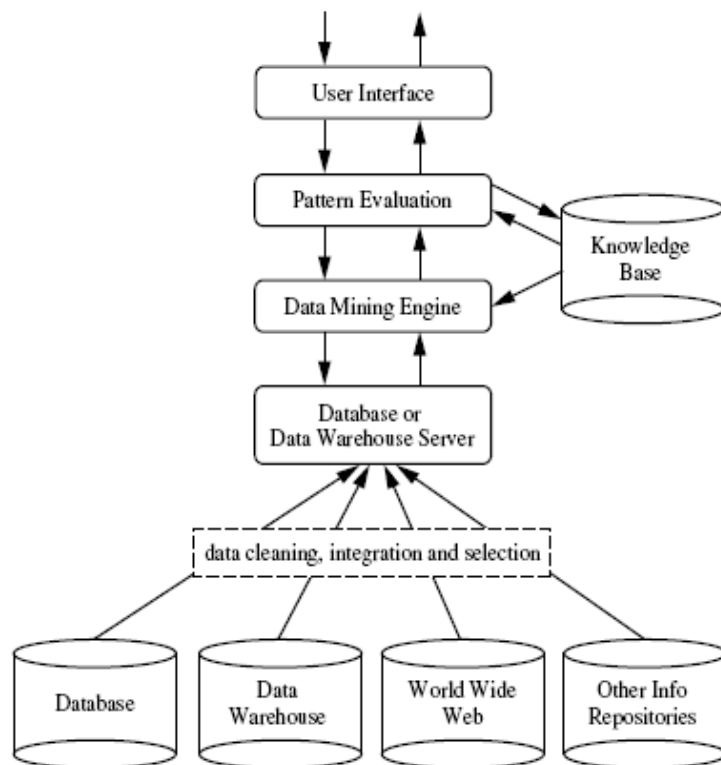 User Interface
Pattern Evaluation
Knowledge
Base
Data Mining Engine
Database or
Data Warehouse Server
data cleaning, integration and selection
Database
Data
Warehouse
World Wide
Web
Other Info
Repositories